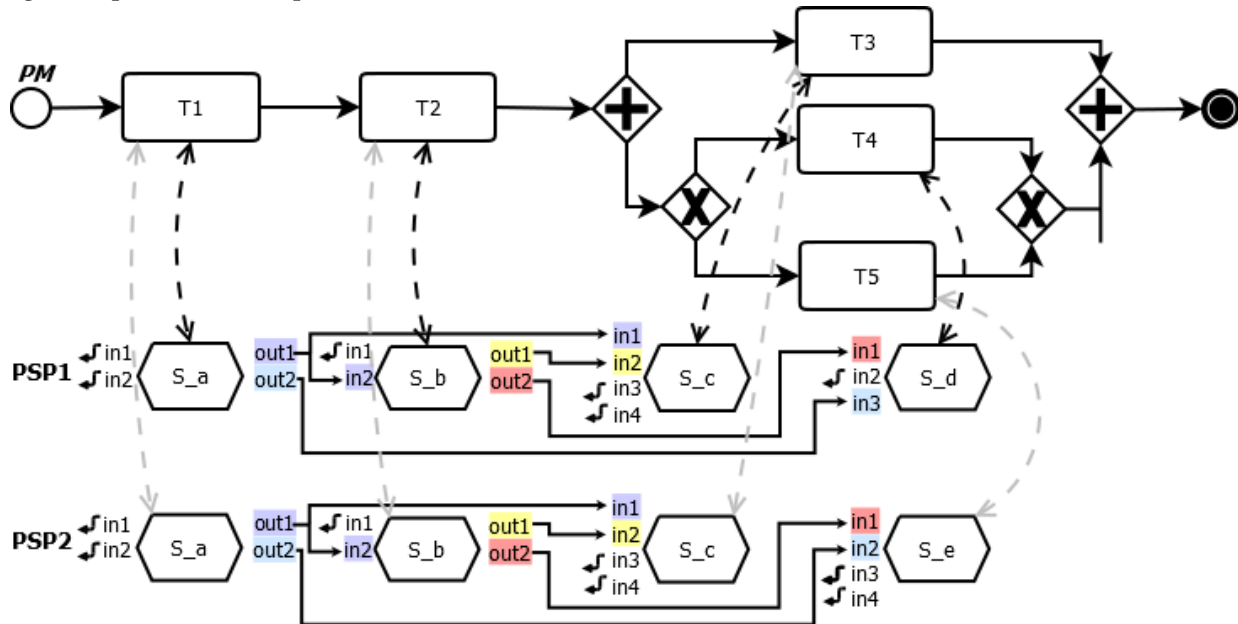 T3
PM
T1
T2
T4
T5
in1
in1
out1
in1
out1
in1
PSP1
in2
S_a
out2
in2
S_b
out2
in2
S_c
in2
S_d
in3
in3
in4
in1
in1
out1
in1
out1
in1
PSP2
in2
S_a
out2
in2
S_b
out2
in2
S_c
in2
S_e
in3
in3
in4
in4